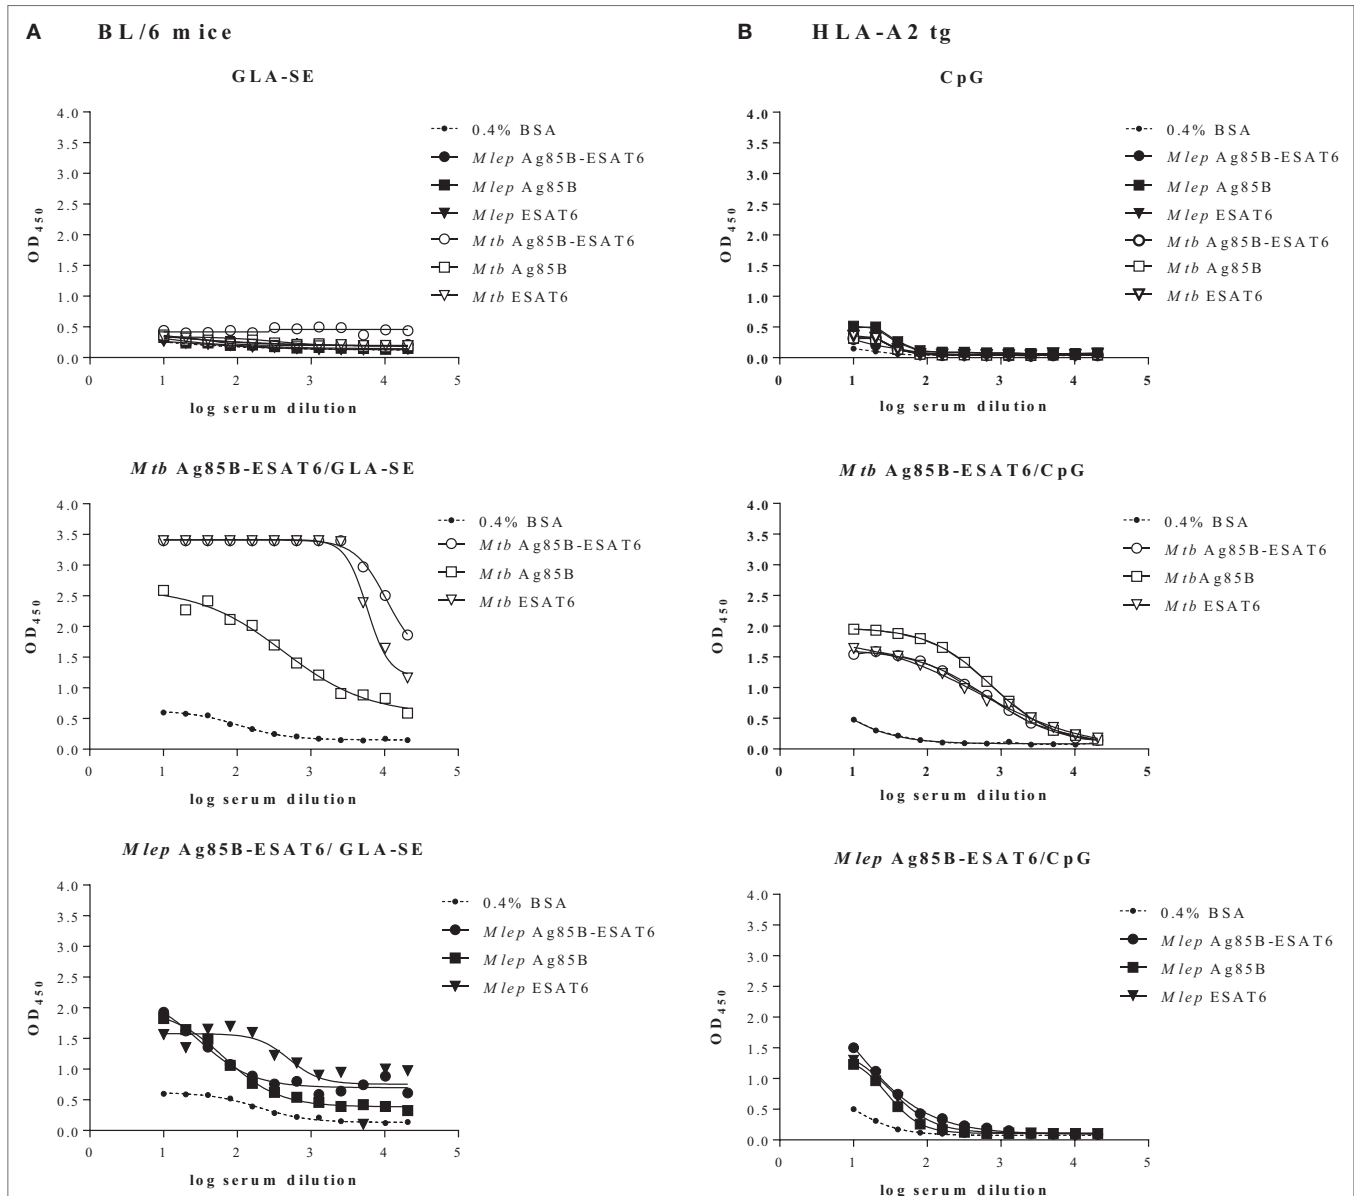 A BL/6 mice
GLA-SE
4.0
3.5
3.0
2.5
2.0
1.5
1.0
0.5
0.0
OD450
0 1 2 3 4 5
log serum dilution
0.4% BSA
Mlep Ag85B-ESAT6
Mlep Ag85B
Mlep ESAT6
Mtb Ag85B-ESAT6
Mtb Ag85B
Mtb ESAT6
Mtb Ag85B-ESAT6/GLA-SE
4.0
3.5
3.0
2.5
2.0
1.5
1.0
0.5
0.0
OD450
0 1 2 3 4 5
log serum dilution
0.4% BSA
Mtb Ag85B-ESAT6
Mtb Ag85B
Mtb ESAT6
Mlep Ag85B-ESAT6/ GLA-SE
4.0
3.5
3.0
2.5
2.0
1.5
1.0
0.5
0.0
OD450
0 1 2 3 4 5
log serum dilution
0.4% BSA
Mlep Ag85B-ESAT6
Mlep Ag85B
Mlep ESAT6
B HLA-A2 tg
CpG
4.0
3.5
3.0
2.5
2.0
1.5
1.0
0.5
0.0
OD450
0 1 2 3 4 5
log serum dilution
0.4% BSA
Mlep Ag85B-ESAT6
Mlep Ag85B
Mlep ESAT6
Mtb Ag85B-ESAT6
Mtb Ag85B
Mtb ESAT6
Mtb Ag85B-ESAT6/CpG
4.0
3.5
3.0
2.5
2.0
1.5
1.0
0.5
0.0
OD450
0 1 2 3 4 5
log serum dilution
0.4% BSA
Mtb Ag85B-ESAT6
MtbAg85B
Mtb ESAT6
Mlep Ag85B-ESAT6/CpG
4.0
3.5
3.0
2.5
2.0
1.5
1.0
0.5
0.0
OD450
0 1 2 3 4 5
log serum dilution
0.4% BSA
Mlep Ag85B-ESAT6
Mlep Ag85B
Mlep ESAT6